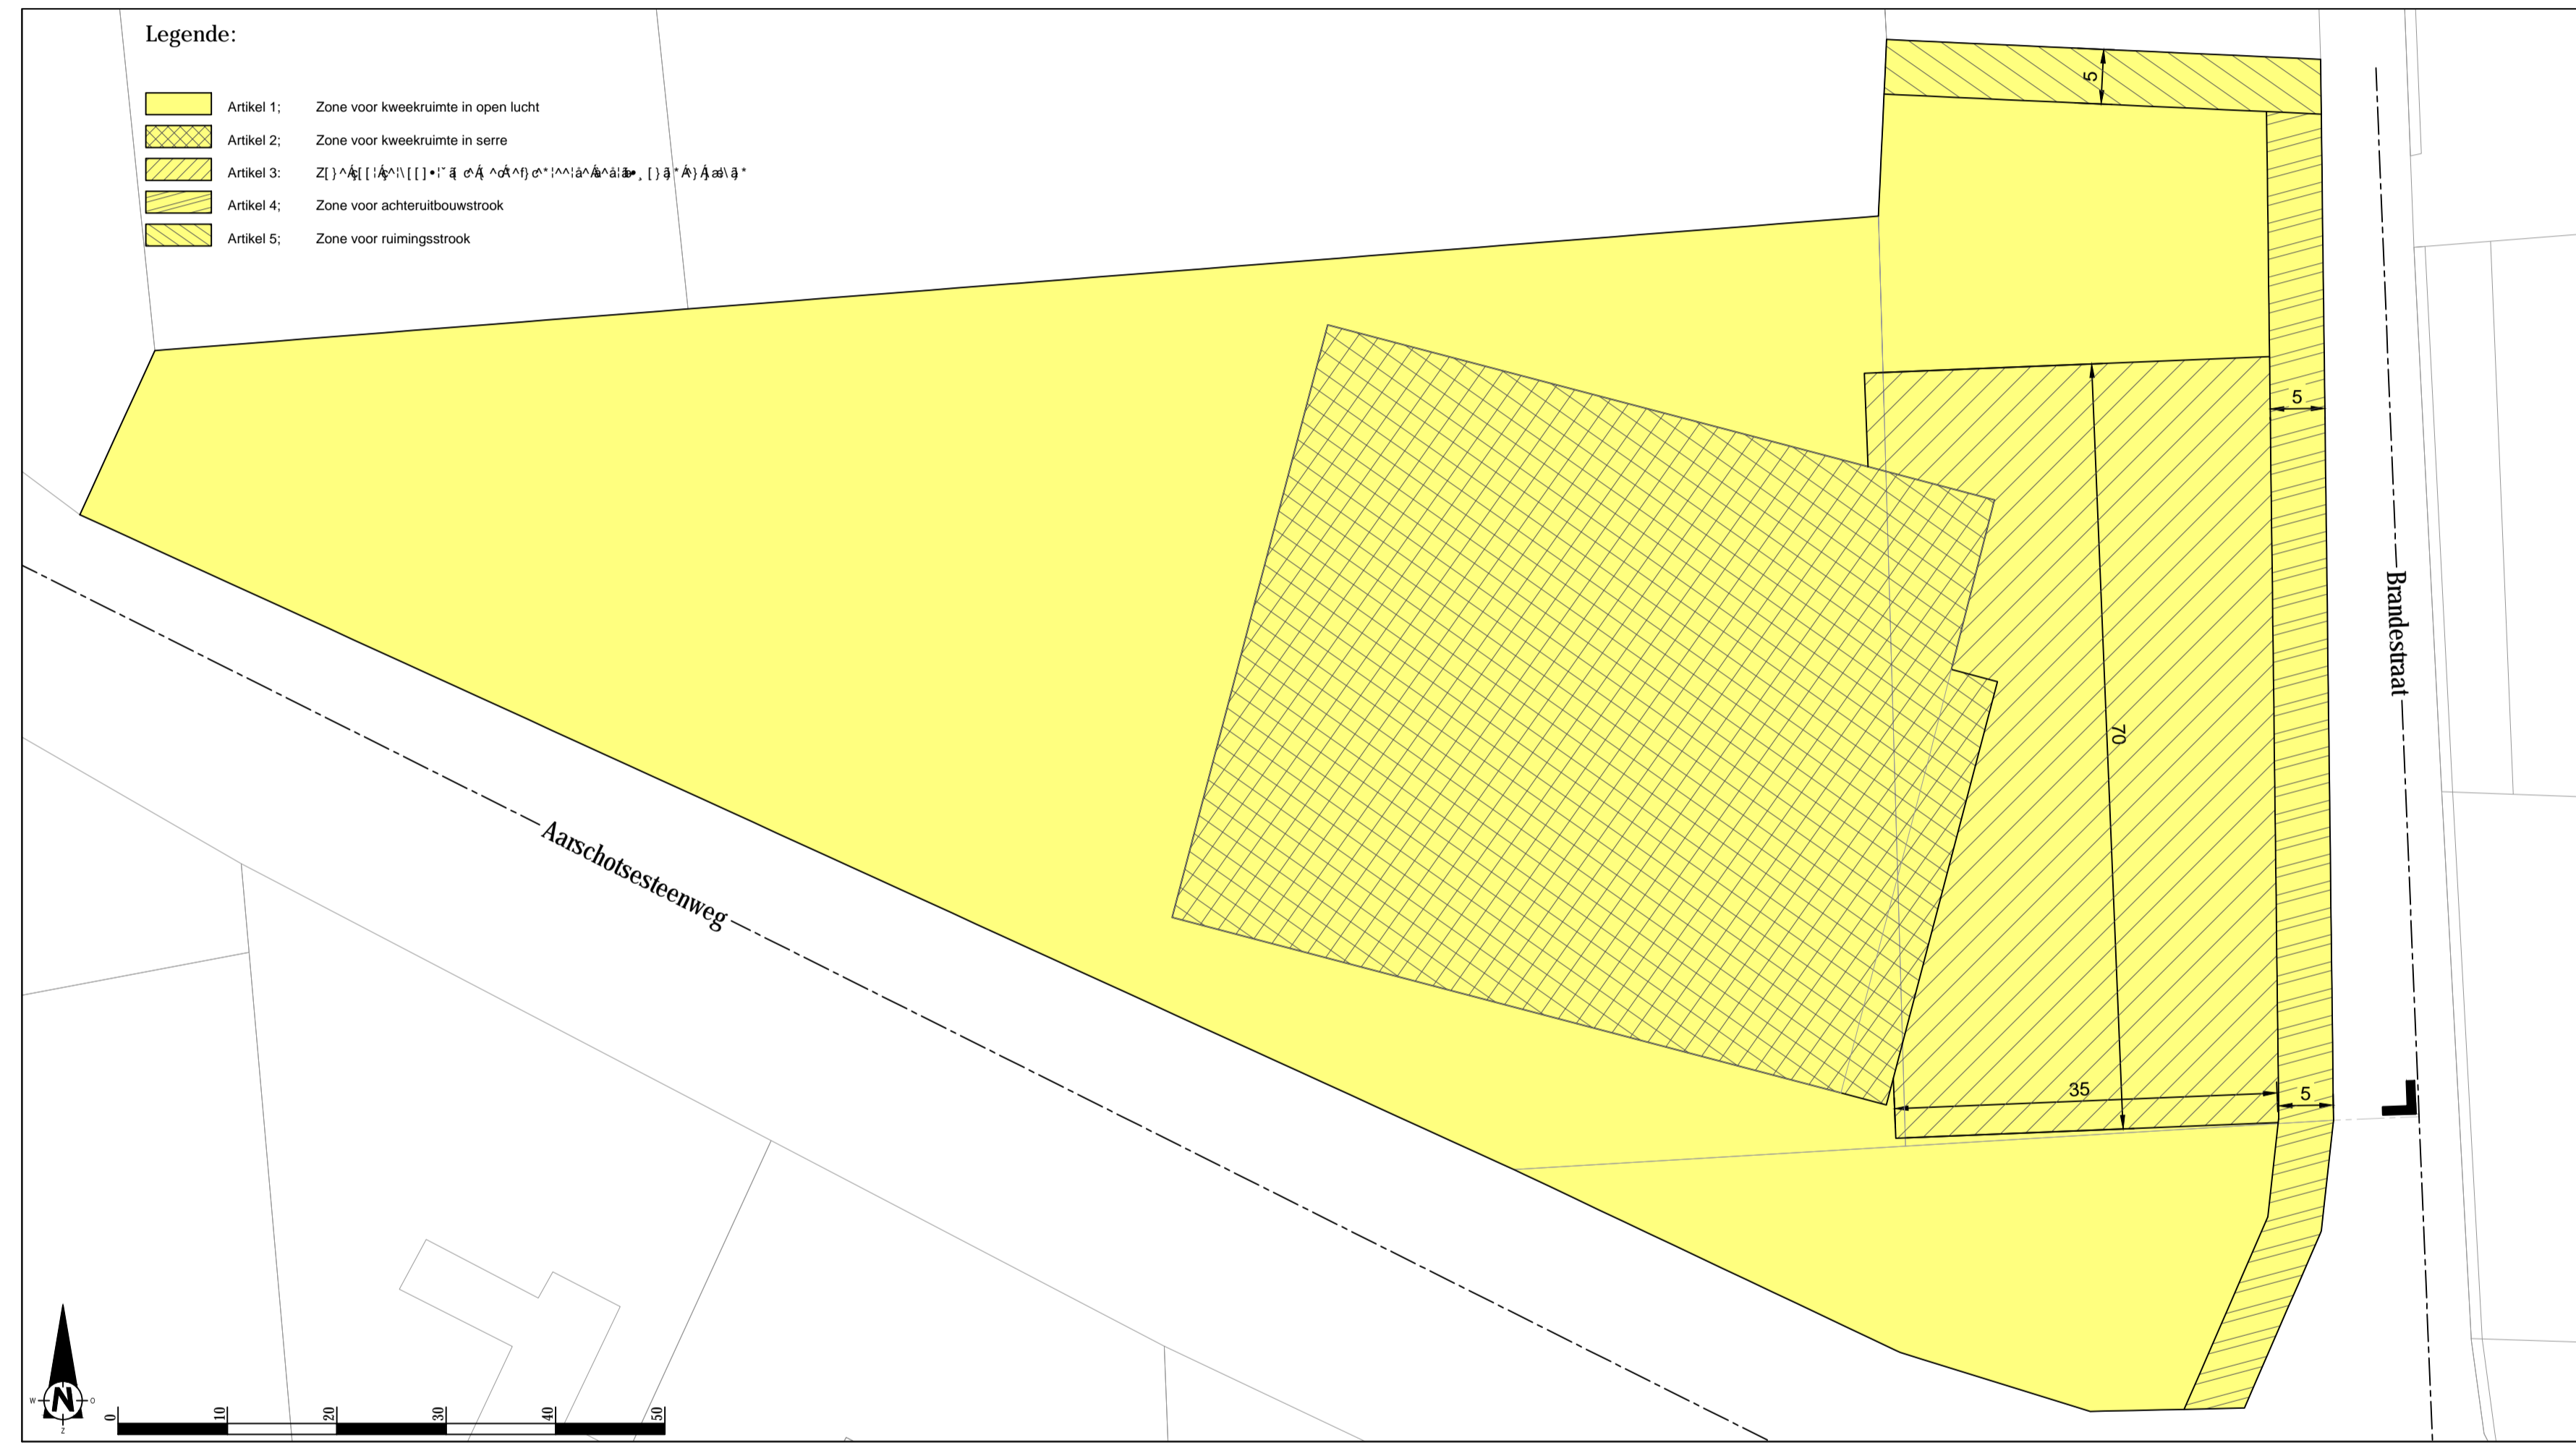 Legende:
Artikel 1; Zone voor kweekruimte in open lucht
Artikel 2; Zone voor kweekruimte in serre
Artikel 3;
Artikel 4; Zone voor achteruitbouwstrook
Artikel 5; Zone voor ruimingsstrook
5
5
Brandestraat
70
Aarschotsesteenweg
35
5
W N O
Z
0 10 20 30 40 50